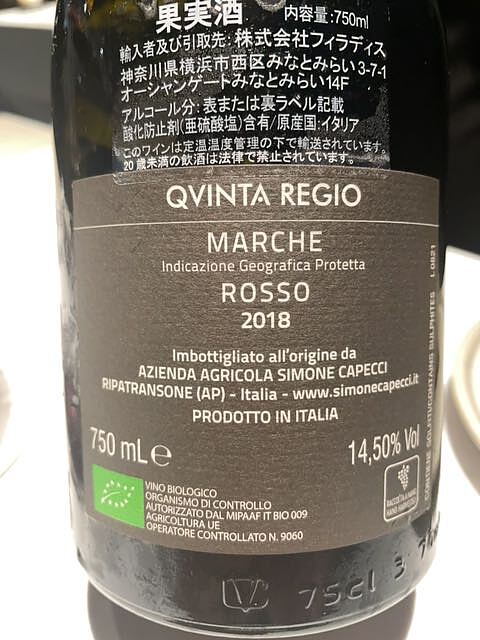 果実酒 内容量:750ml
輸入者及び引取先:株式会社フィラディス
神奈川県横浜市西区みなとみらい3-7-1
オーシャンゲートみなとみらい14F
アルコール分:表または裏ラベル記載
酸化防止剤(亜硫酸塩)含有/原産国:イタリア
このワインは定温温度管理の下で輸送されています。
20歳未満の飲酒は法律で禁止されています。
QVINTA REGIO
MARCHE
Indicazione Geografica Protetta
ROSSO
2018
Imbottigliato all'origine da
AZIENDA AGRICOLA SIMONE CAPECCI
RIPATRANSONE (AP) - Italia - www.simonecapecci.it
PRODOTTO IN ITALIA
750 mL e
14,50% Vol
VINO BIOLOGICO
ORGANISMO DI CONTROLLO
AUTORIZZATO DAL MIPAAF IT BIO 009
AGRICOLTURA UE
OPERATORE CONTROLLATO N. 9060
RACCOLTA A MANO
HAND HARVESTED
CONTIENE SOLFITI/CONTAINS SULPHITES L 0821
75cl 3